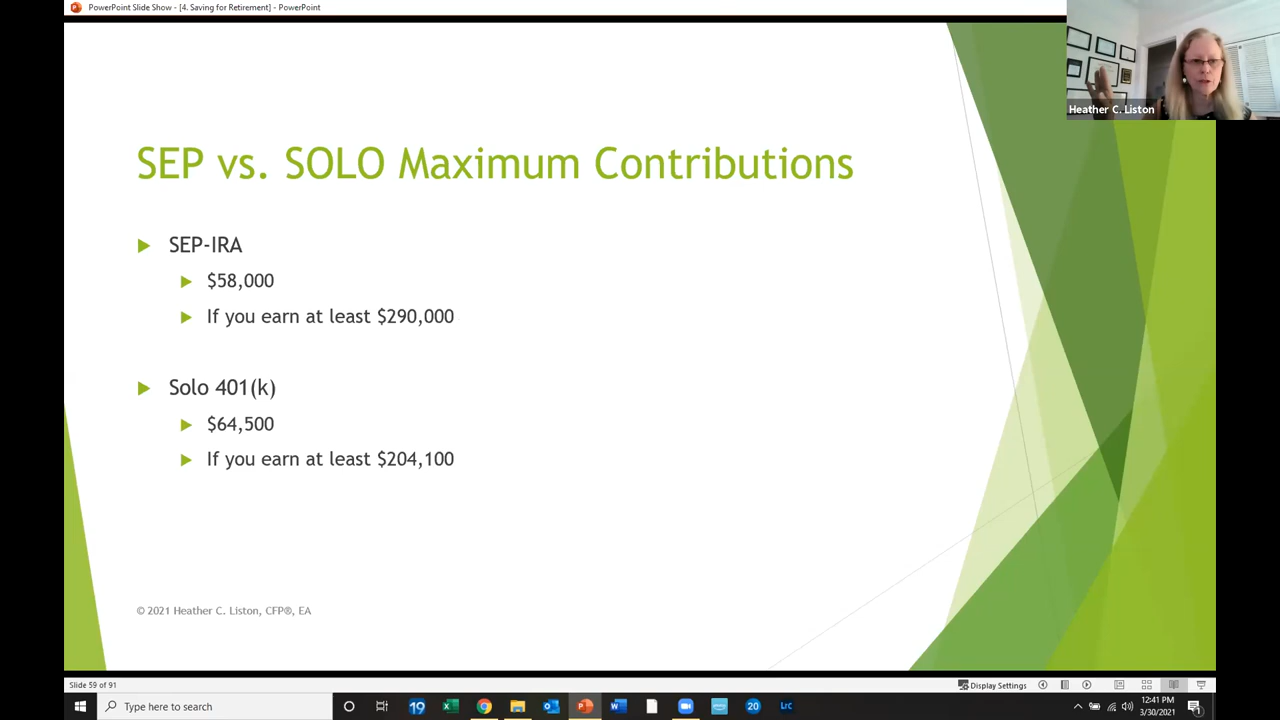 PowerPoint Slide Show - [4. Saving for Retirement] - PowerPoint
Heather C. Liston
SEP vs. SOLO Maximum Contributions
SEP-IRA
$58,000
If you earn at least $290,000
Solo 401(k)
$64,500
If you earn at least $204,100
© 2021 Heather C. Liston, CFP®, EA
Slide 59 of 91
Display Settings
Type here to search
19
20
LrC
12:41 PM
3/30/2021